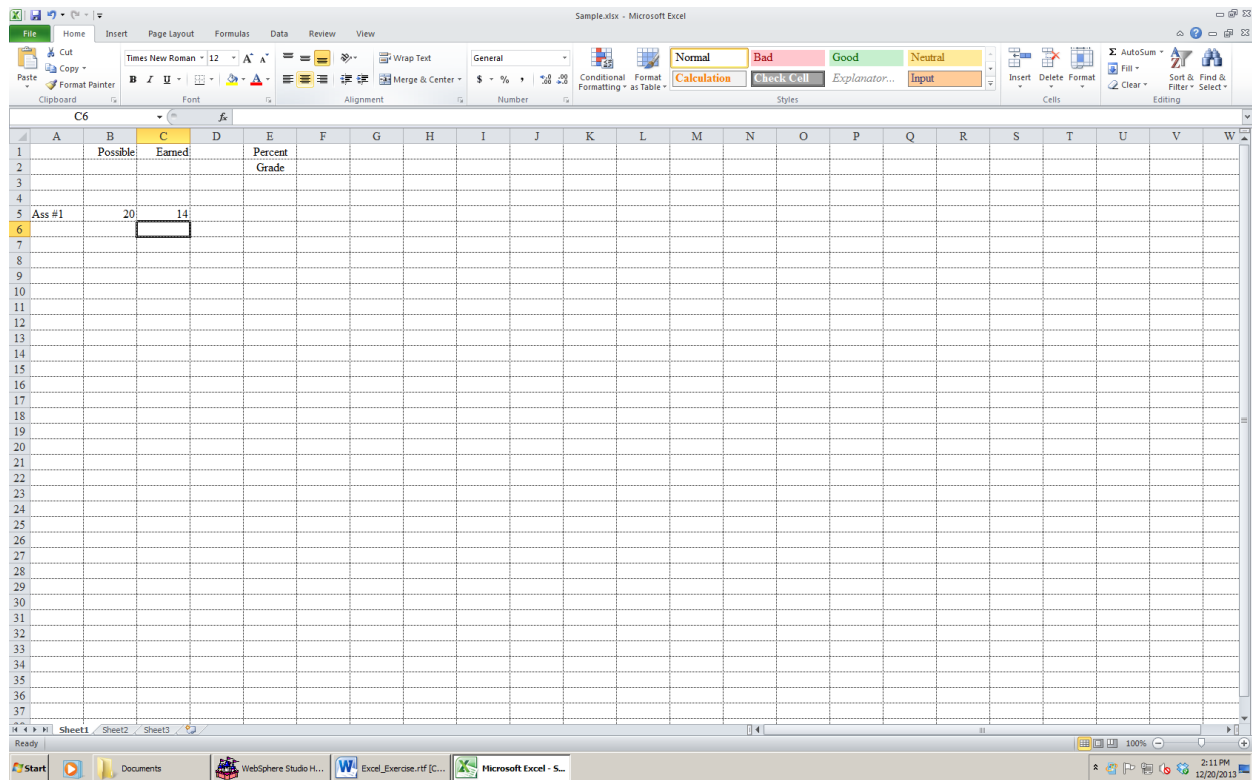 Sample.xlsx - Microsoft Excel
File Home Insert Page Layout Formulas Data Review View
Cut
Copy
Format Painter
Paste
Clipboard
Times New Roman 12
B I U
Font
Wrap Text
Merge & Center
Alignment
General
$ % ,
Number
Conditional Formatting
Format as Table
Normal Bad Good Neutral
Calculation Check Cell Explanator... Input
Styles
Insert Delete Format
Cells
Σ AutoSum
Fill
Clear
Sort & Filter
Find & Select
Editing
C6 fx
A B C D E F G H I J K L M N O P Q R S T U V W
1 Possible Earned Percent
2 Grade
3
4
5 Ass #1 20 14
6
7
8
9
10
11
12
13
14
15
16
17
18
19
20
21
22
23
24
25
26
27
28
29
30
31
32
33
34
35
36
37
Sheet1 Sheet2 Sheet3
Ready 100%
Start Documents WebSphere Studio H... Excel_Exercise.rtf [C... Microsoft Excel - S... 2:11 PM
12/20/2013